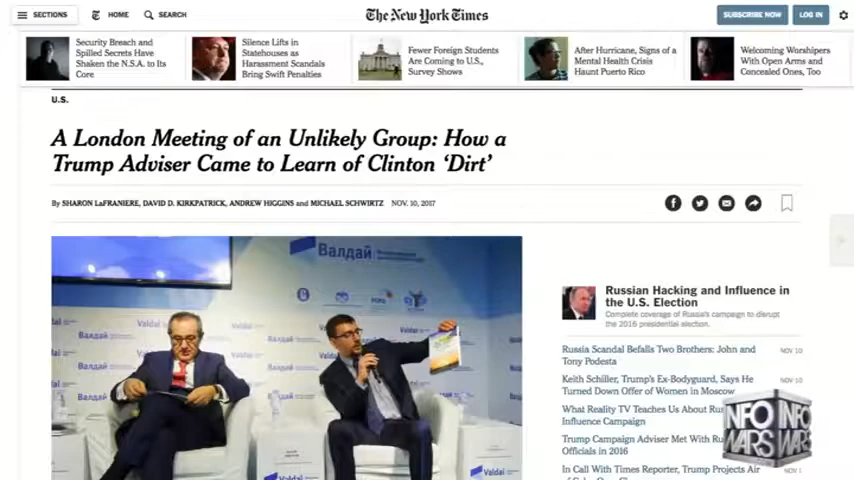 SECTIONS
HOME
SEARCH
The New York Times
SUBSCRIBE NOW
LOG IN
Security Breach and
Spilled Secrets Have
Shaken the N.S.A. to Its
Core
Silence Lifts in
Statehouses as
Harassment Scandals
Bring Swift Penalties
Fewer Foreign Students
Are Coming to U.S.,
Survey Shows
After Hurricane, Signs of a
Mental Health Crisis
Haunt Puerto Rico
Welcoming Worshipers
With Open Arms and
Concealed Ones, Too
U.S.
A London Meeting of an Unlikely Group: How a
Trump Adviser Came to Learn of Clinton ‘Dirt’
By SHARON LaFRANIERE, DAVID D. KIRKPATRICK, ANDREW HIGGINS and MICHAEL SCHWIRTZ NOV. 10, 2017
Валдай
Valdai
Валдай
Valdai
Валдай
Valdai
Russian Hacking and Influence in
the U.S. Election
Complete coverage of Russia's campaign to disrupt
the 2016 presidential election.
Russia Scandal Befalls Two Brothers: John and
Tony Podesta
NOV 10
Keith Schiller, Trump's Ex-Bodyguard, Says He
Turned Down Offer of Women in Moscow
NOV 10
What Reality TV Teaches Us About
Influence Campaign
Trump Campaign Adviser Met With
Officials in 2016
In Call With Times Reporter, Trump Projects Air
NOV 1
INFO
WARS